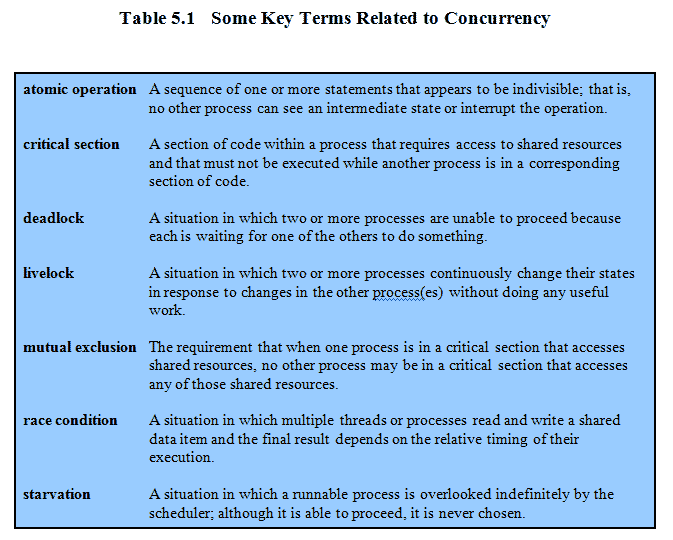 Table 5.1 Some Key Terms Related to Concurrency
atomic operation A sequence of one or more statements that appears to be indivisible; that is,
no other process can see an intermediate state or interrupt the operation.
critical section A section of code within a process that requires access to shared resources
and that must not be executed while another process is in a corresponding
section of code.
deadlock A situation in which two or more processes are unable to proceed because
each is waiting for one of the others to do something.
livelock A situation in which two or more processes continuously change their states
in response to changes in the other process(es) without doing any useful
work.
mutual exclusion The requirement that when one process is in a critical section that accesses
shared resources, no other process may be in a critical section that accesses
any of those shared resources.
race condition A situation in which multiple threads or processes read and write a shared
data item and the final result depends on the relative timing of their
execution.
starvation A situation in which a runnable process is overlooked indefinitely by the
scheduler; although it is able to proceed, it is never chosen.